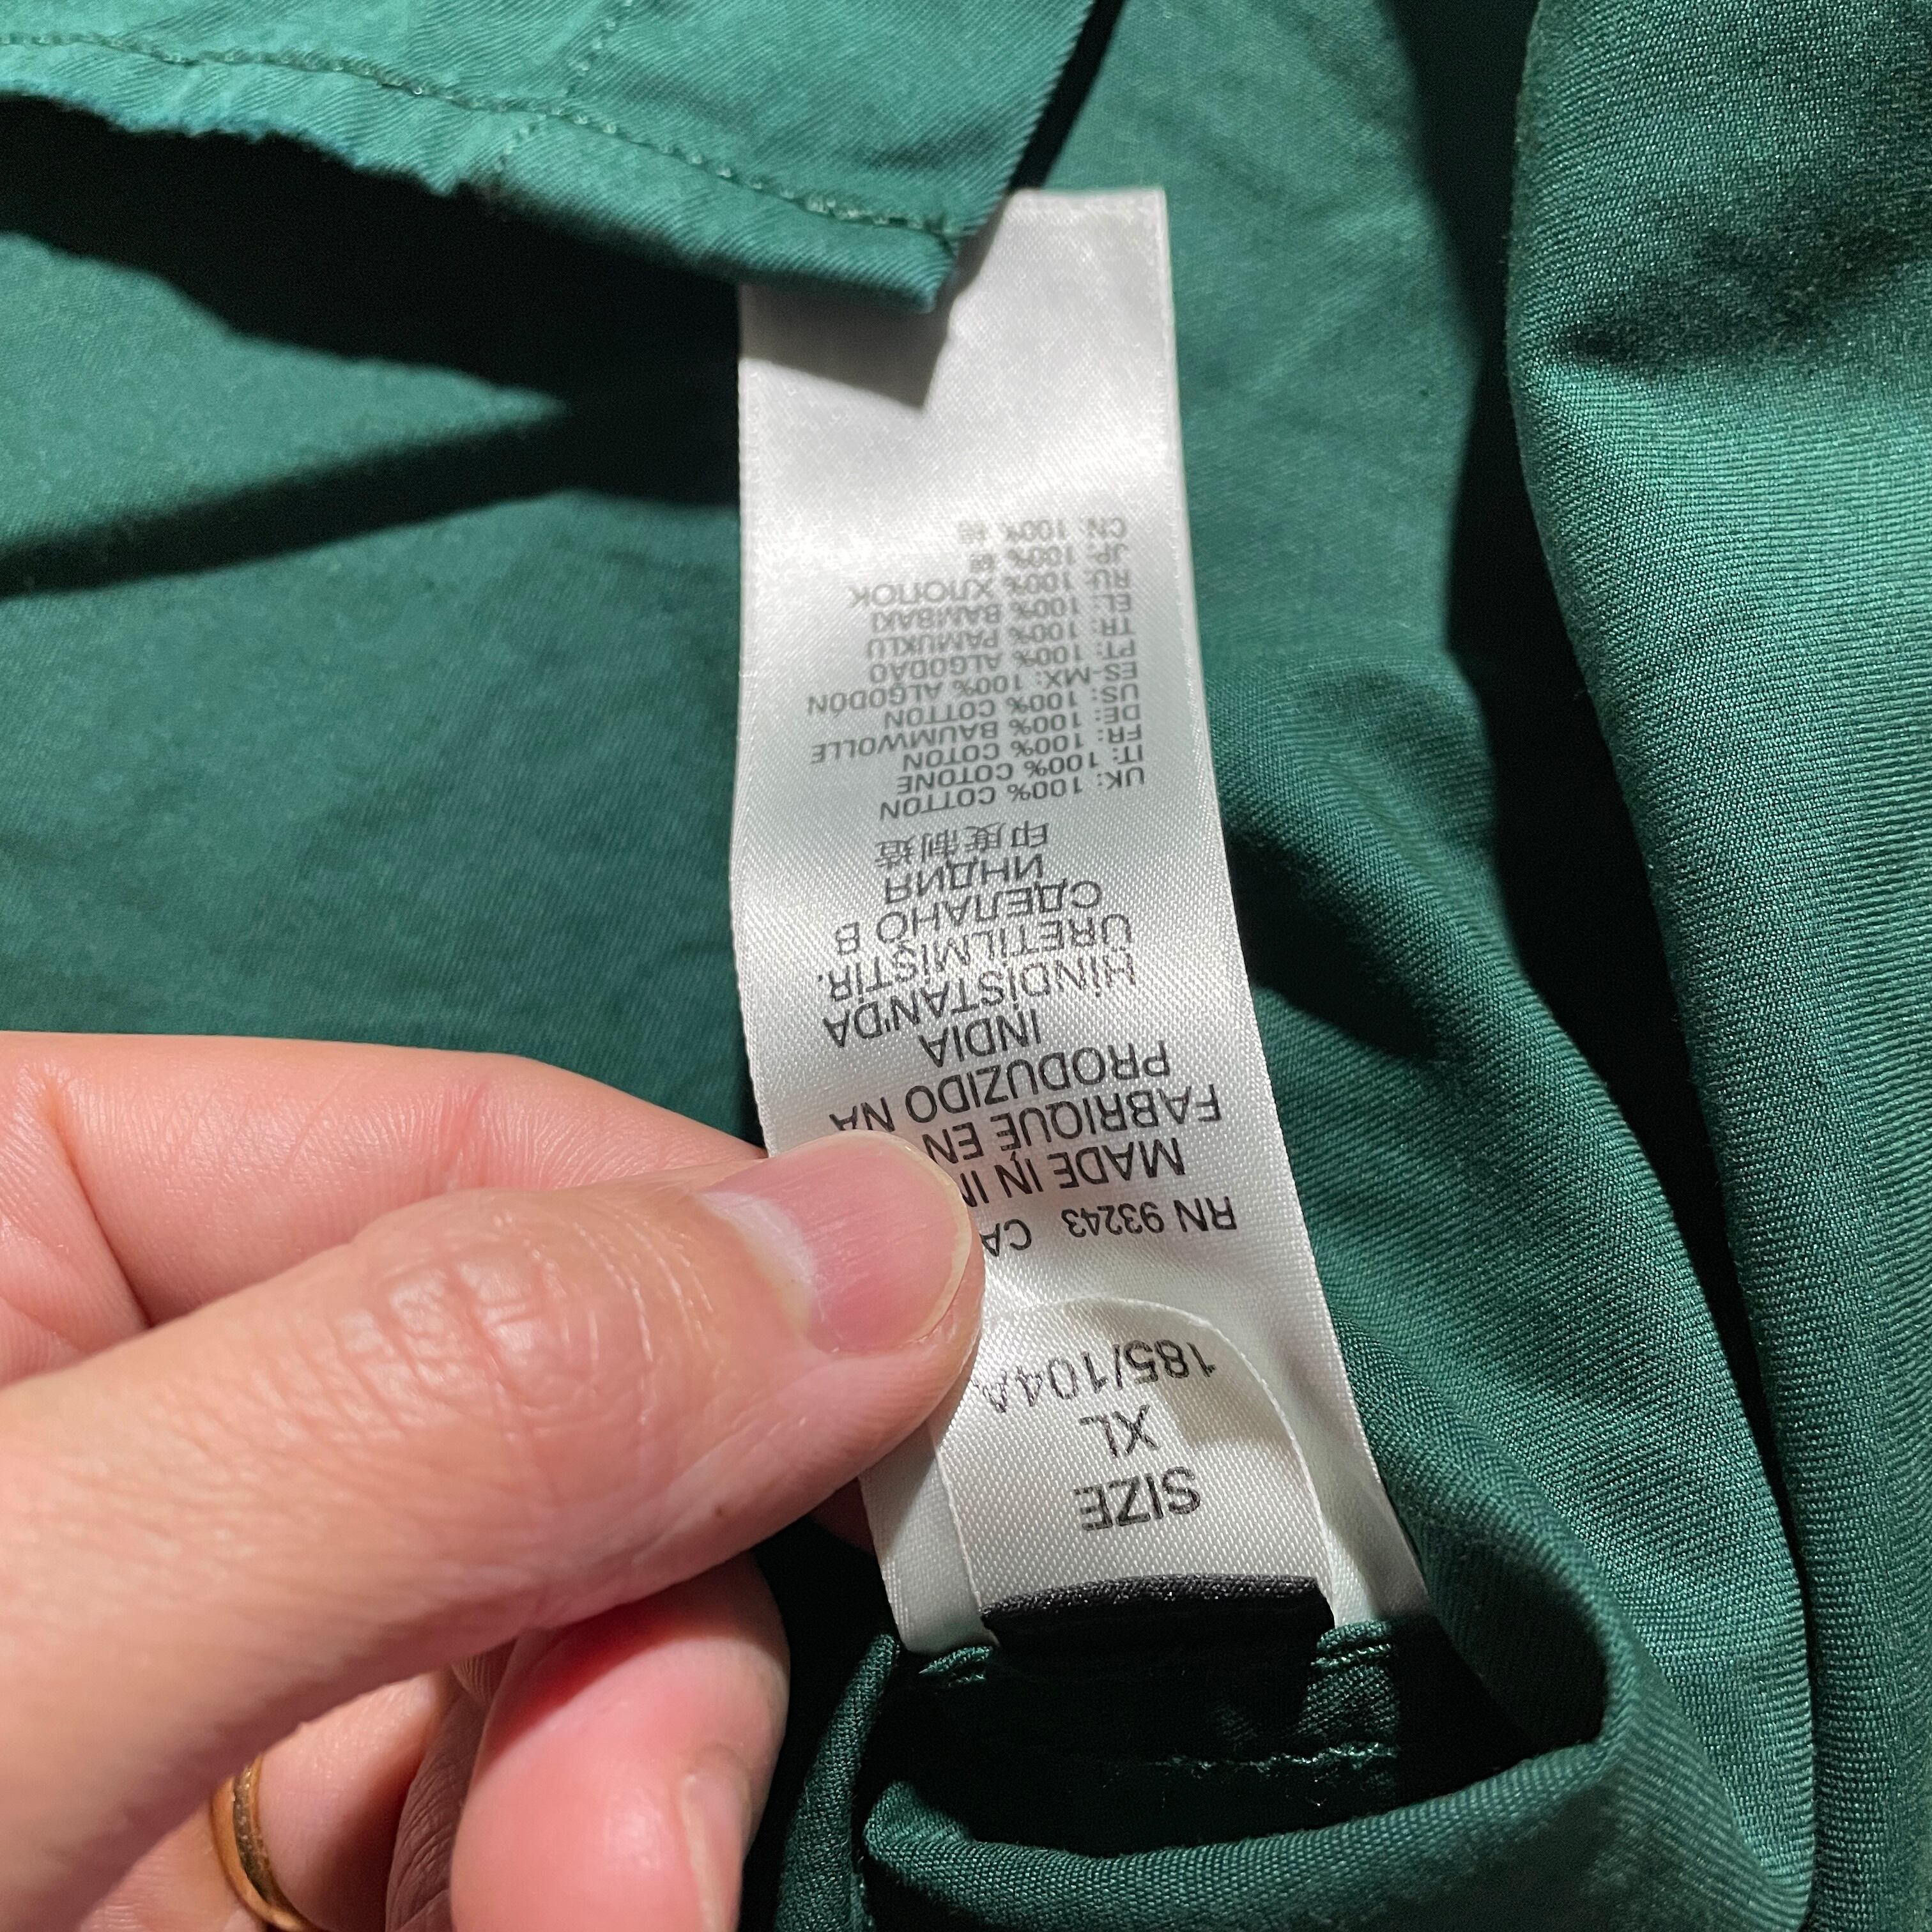 SIZE
XL
185/104A
RN 93243 CA
MADE IN
FABRIQUÉ EN
PRODUZIDO NA
INDIA
HİNDİSTAN'DA
ÜRETİLMİŞTİR.
СДЕЛАНО В
ИНДИЯ
印度制造
UK: 100% COTTON
IT: 100% COTONE
FR: 100% COTON
DE: 100% BAUMWOLLE
US: 100% COTTON
ES-MX: 100% ALGODÓN
PT: 100% ALGODAO
TR: 100% PAMUKLU
EL: 100% BAMBAKI
RU: 100% ХЛОПОК
JP: 100% 綿
CN: 100% 棉